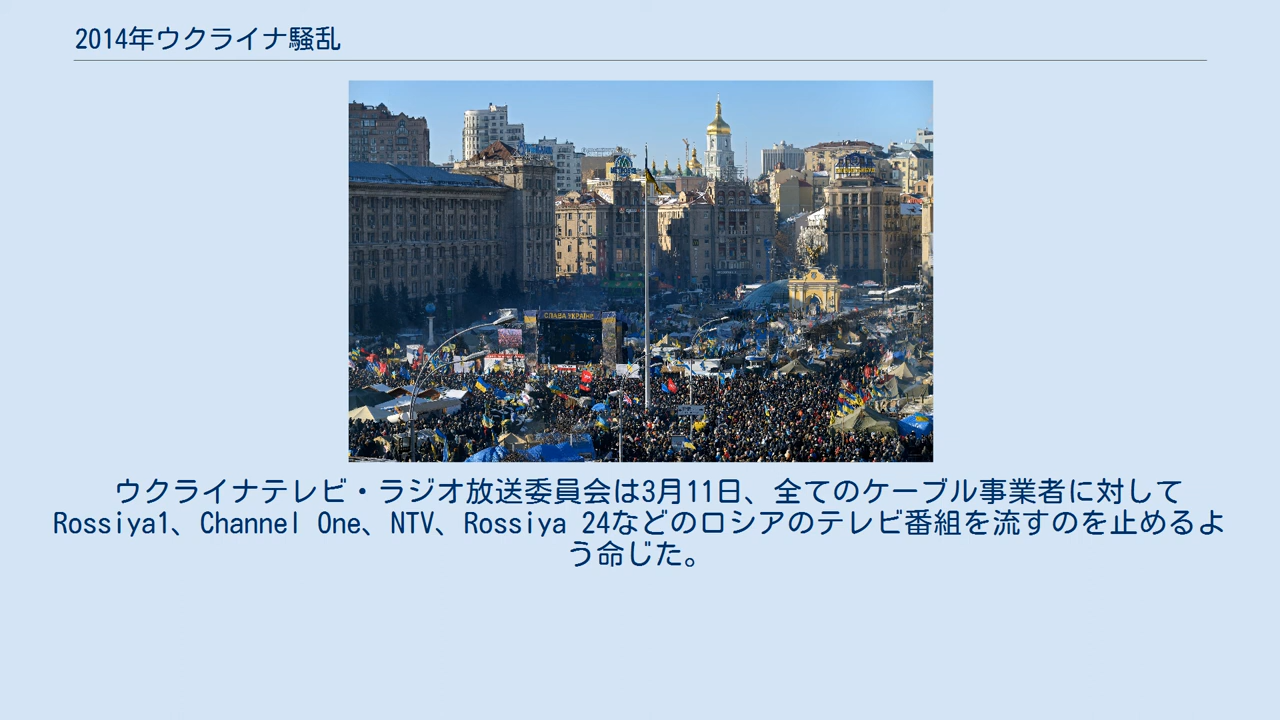 2014年ウクライナ騒乱
СЛАВА УКРАЇНІ!
ウクライナテレビ・ラジオ放送委員会は3月11日、全てのケーブル事業者に対して
Rossiya1、Channel One、NTV、Rossiya 24などのロシアのテレビ番組を流すのを止めるよ
う命じた。